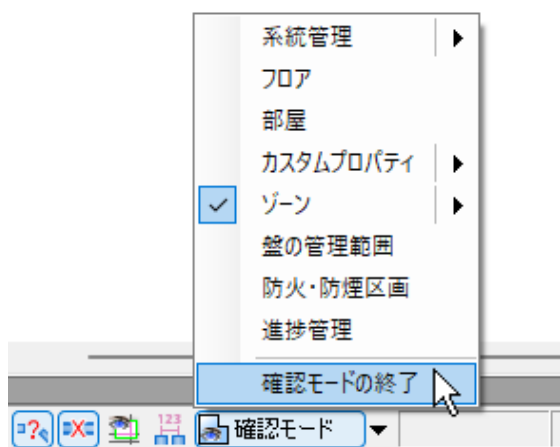 系統管理
フロア
部屋
カスタムプロパティ
ゾーン
盤の管理範囲
防火・防煙区画
進捗管理
確認モードの終了
123
確認モード